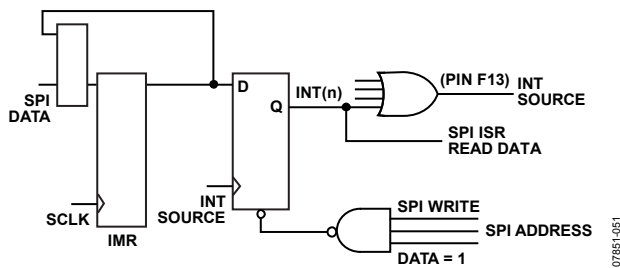 SPI
DATA
SCLK
IMR
D
Q
INT
SOURCE
INT(n)
(PIN F13)
INT
SOURCE
SPI ISR
READ DATA
SPI WRITE
SPI ADDRESS
DATA = 1
07851-051